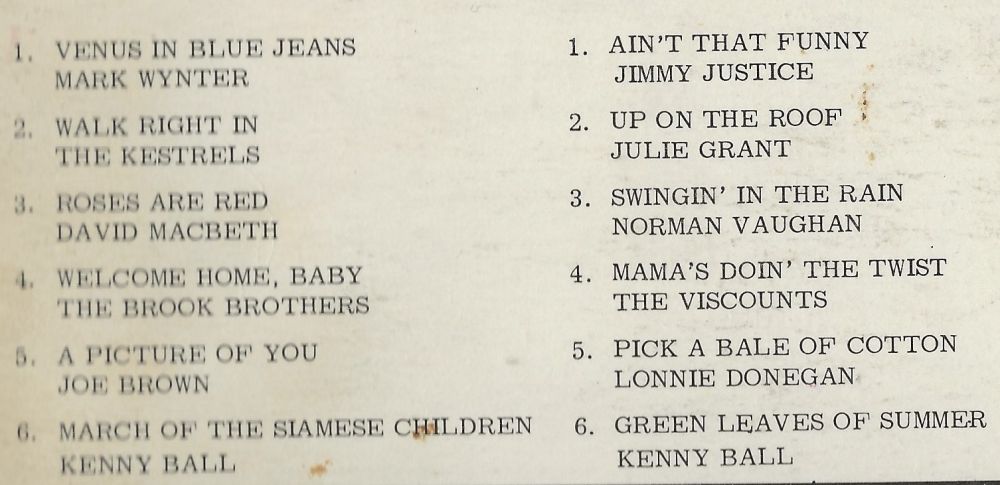 1. VENUS IN BLUE JEANS
MARK WYNTER
2. WALK RIGHT IN
THE KESTRELS
3. ROSES ARE RED
DAVID MACBETH
4. WELCOME HOME, BABY
THE BROOK BROTHERS
5. A PICTURE OF YOU
JOE BROWN
6. MARCH OF THE SIAMESE CHILDREN
KENNY BALL
1. AIN'T THAT FUNNY
JIMMY JUSTICE
2. UP ON THE ROOF
JULIE GRANT
3. SWINGIN' IN THE RAIN
NORMAN VAUGHAN
4. MAMA'S DOIN' THE TWIST
THE VISCOUNTS
5. PICK A BALE OF COTTON
LONNIE DONEGAN
6. GREEN LEAVES OF SUMMER
KENNY BALL